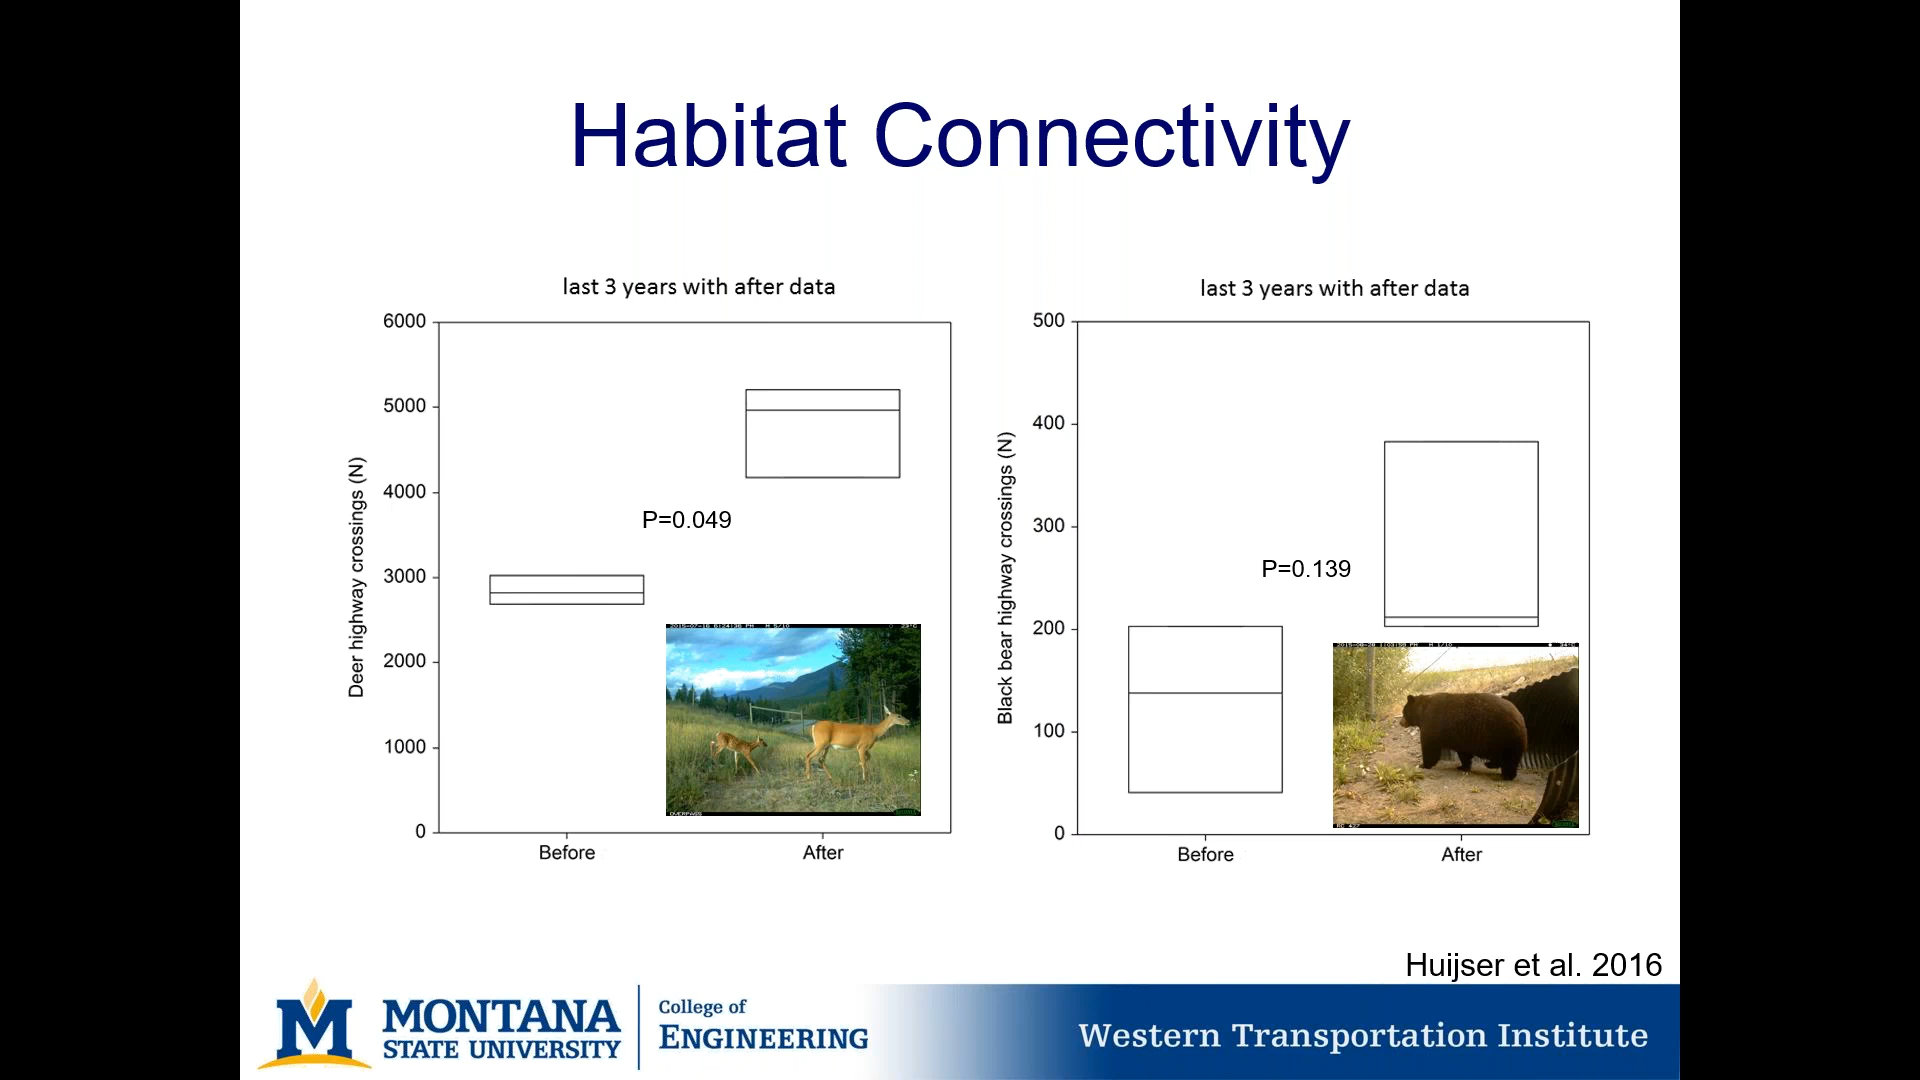 Habitat Connectivity
last 3 years with after data
6000
5000
4000
3000
2000
1000
0
Deer highway crossings (N)
P=0.049
Before
After
OVERPASS
last 3 years with after data
500
400
300
200
100
0
Black bear highway crossings (N)
P=0.139
Before
After
Huijser et al. 2016
M
MONTANA
STATE UNIVERSITY
College of
ENGINEERING
Western Transportation Institute